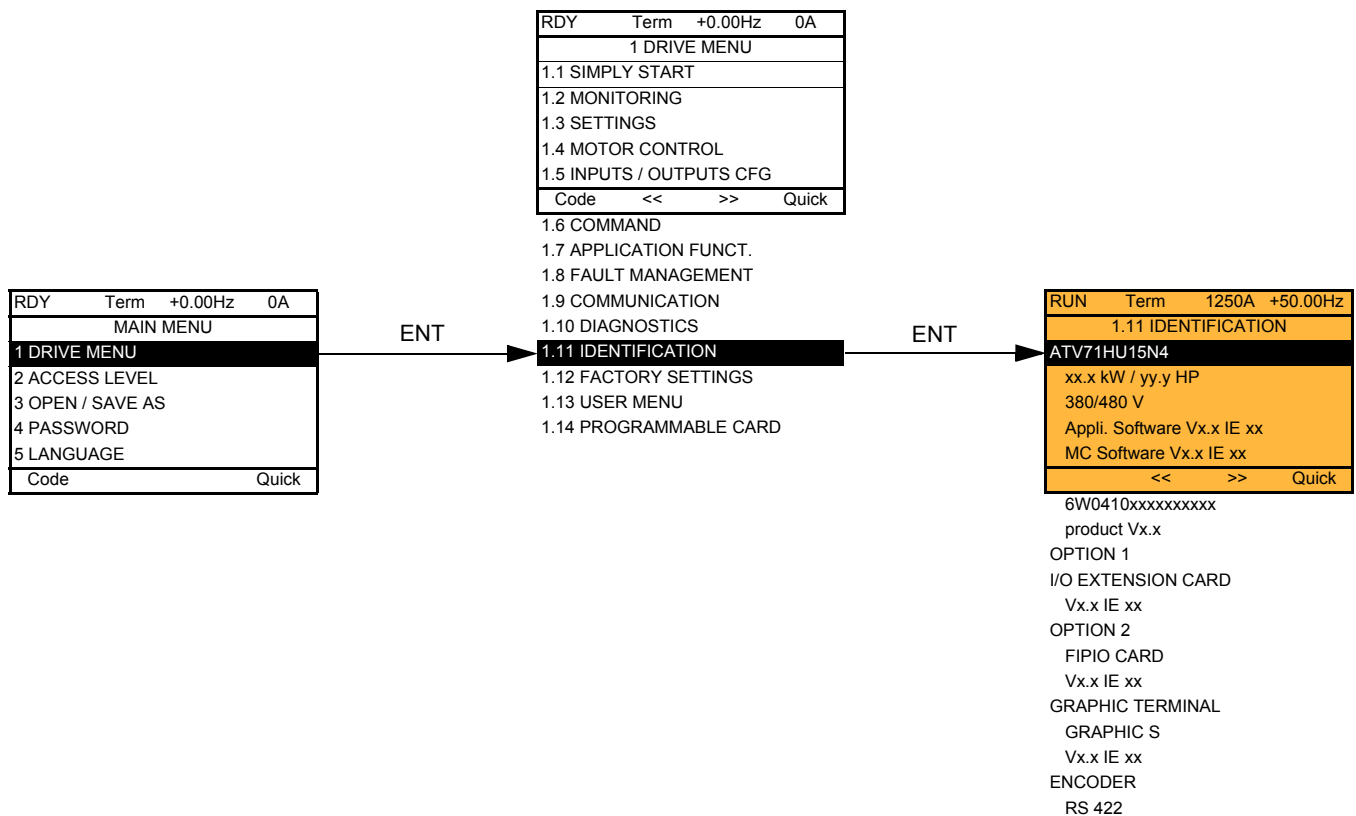 RDY Term +0.00Hz 0A
MAIN MENU
1 DRIVE MENU
2 ACCESS LEVEL
3 OPEN / SAVE AS
4 PASSWORD
5 LANGUAGE
Code Quick
ENT
RDY Term +0.00Hz 0A
1 DRIVE MENU
1.1 SIMPLY START
1.2 MONITORING
1.3 SETTINGS
1.4 MOTOR CONTROL
1.5 INPUTS / OUTPUTS CFG
Code << >> Quick
1.6 COMMAND
1.7 APPLICATION FUNCT.
1.8 FAULT MANAGEMENT
1.9 COMMUNICATION
1.10 DIAGNOSTICS
1.11 IDENTIFICATION
1.12 FACTORY SETTINGS
1.13 USER MENU
1.14 PROGRAMMABLE CARD
ENT
RUN Term 1250A +50.00Hz
1.11 IDENTIFICATION
ATV71HU15N4
xx.x kW / yy.y HP
380/480 V
Appli. Software Vx.x IE xx
MC Software Vx.x IE xx
<< >> Quick
6W0410xxxxxxxxxx
product Vx.x
OPTION 1
I/O EXTENSION CARD
Vx.x IE xx
OPTION 2
FIPIO CARD
Vx.x IE xx
GRAPHIC TERMINAL
GRAPHIC S
Vx.x IE xx
ENCODER
RS 422